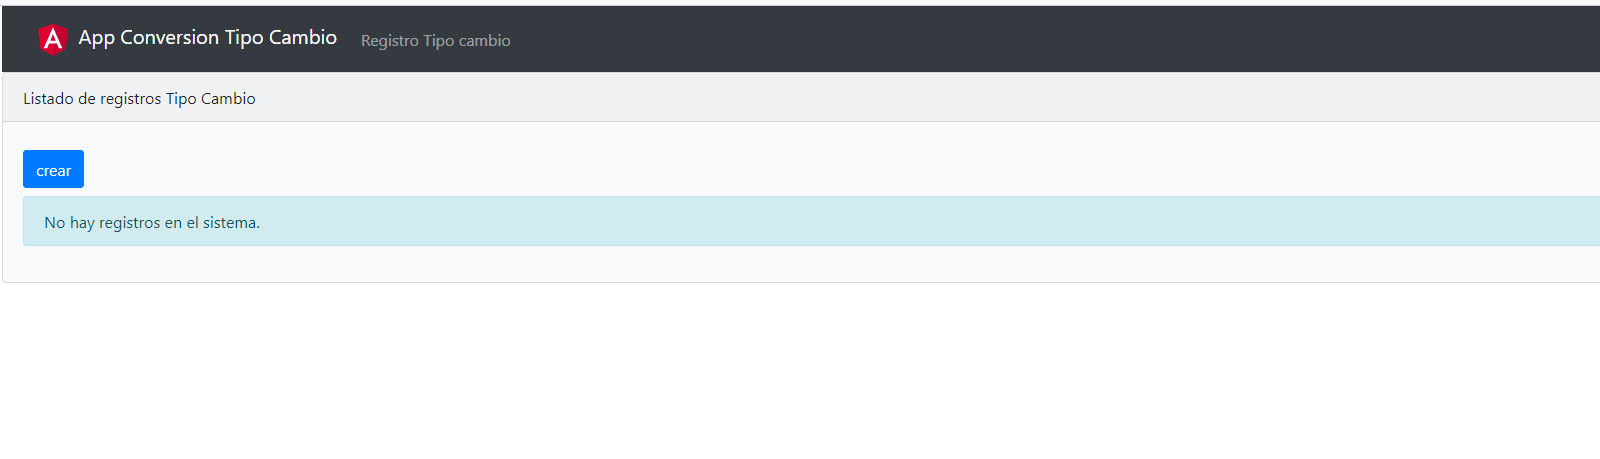 App Conversion Tipo Cambio Registro Tipo cambio
Listado de registros Tipo Cambio
crear
No hay registros en el sistema.